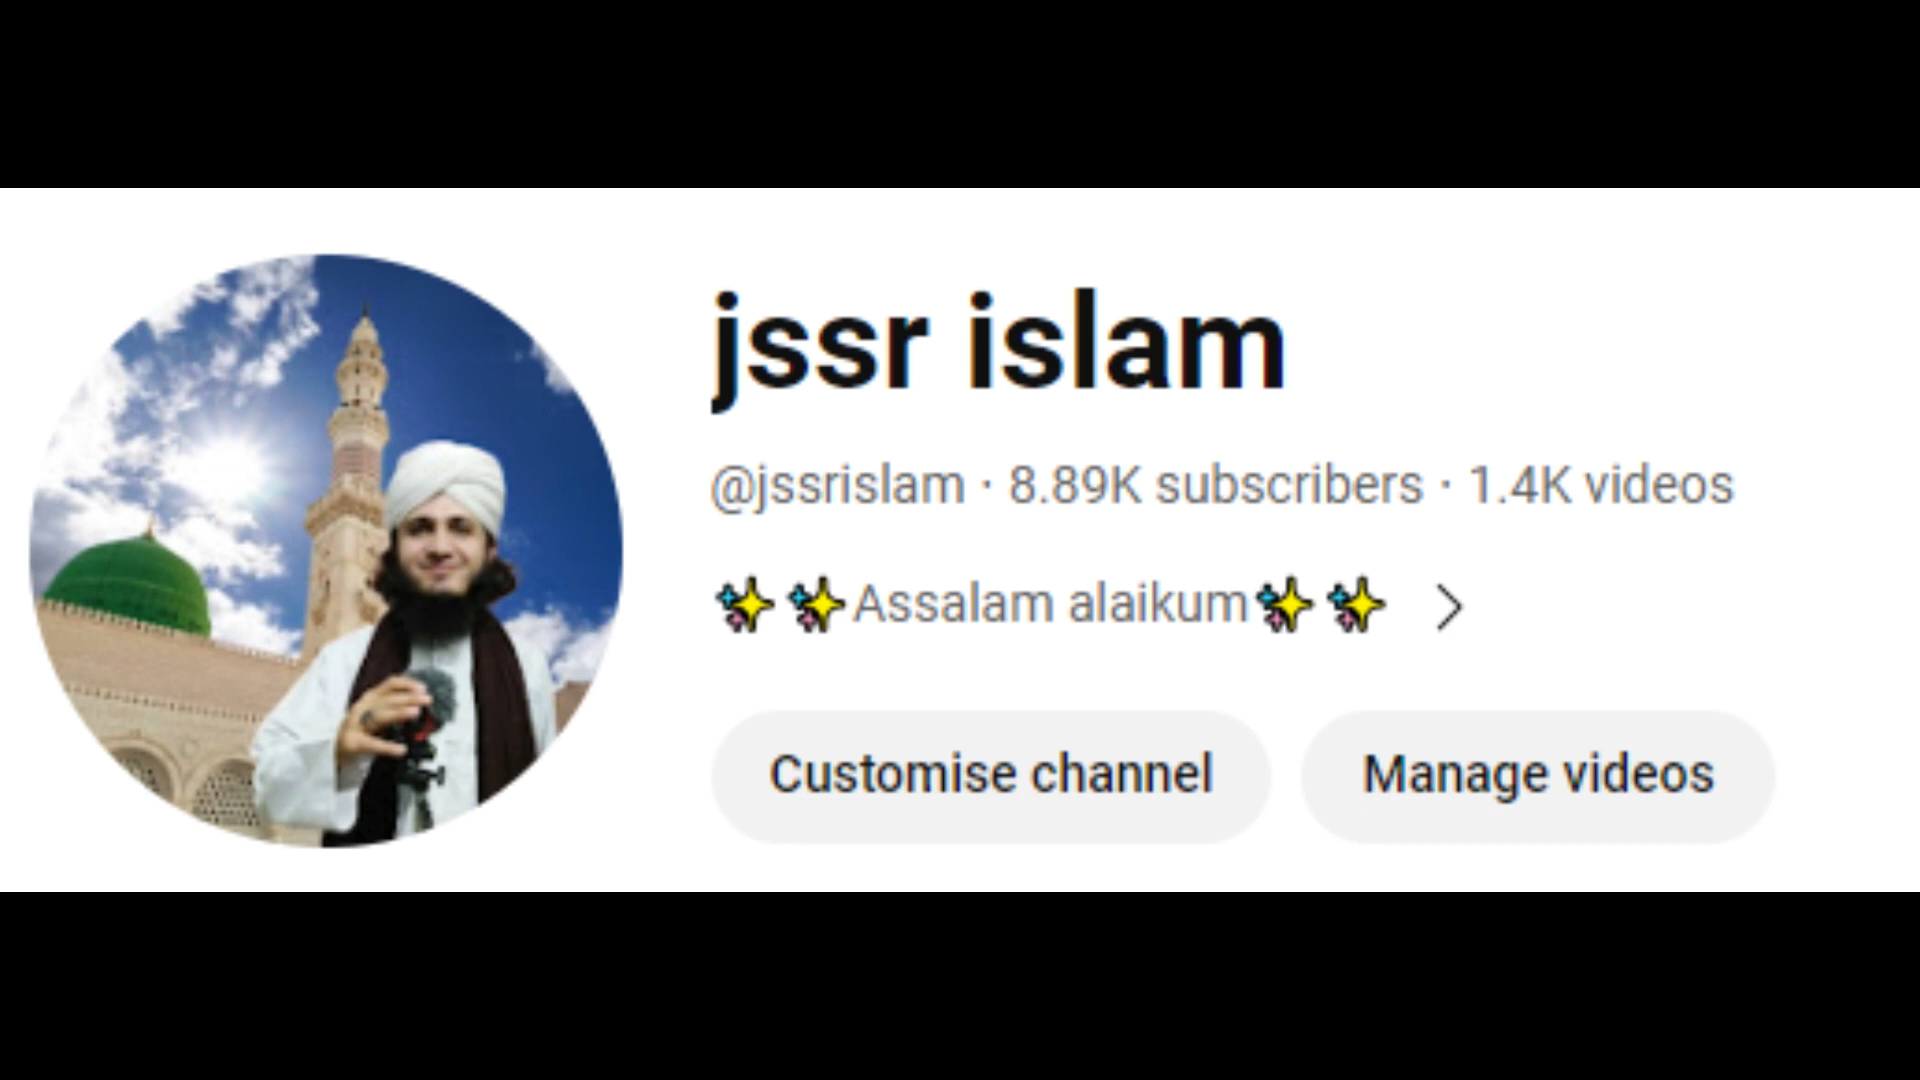 jssr islam
@jssrislam · 8.89K subscribers · 1.4K videos
✨✨Assalam alaikum✨✨ >
Customise channel Manage videos